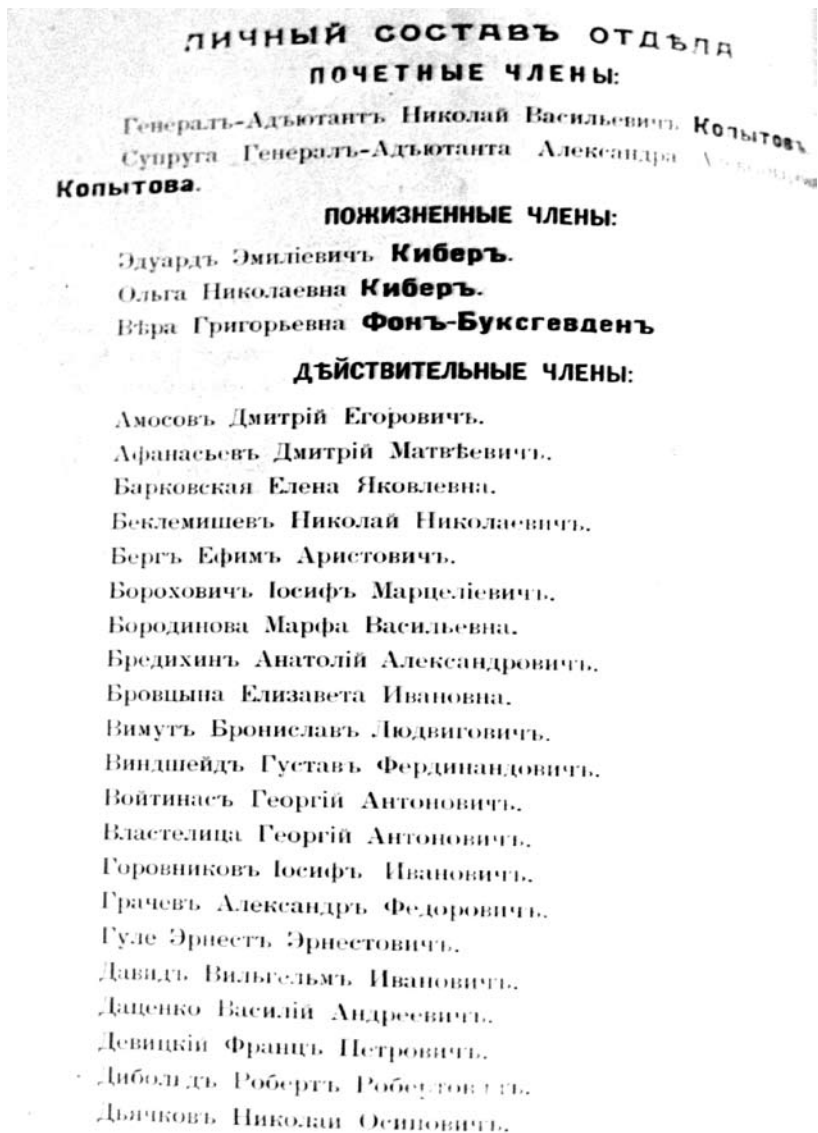 ЛИЧНЫЙ СОСТАВЪ ОТДѢЛА
ПОЧЕТНЫЕ ЧЛЕНЫ:
Генералъ-Адъютантъ Николай Васильевичъ Копытовъ
Супруга Генералъ-Адъютанта Александра
Копытова.
ПОЖИЗНЕННЫЕ ЧЛЕНЫ:
Эдуардъ Эмиліевичъ Киберъ.
Ольга Николаевна Киберъ.
Вѣра Григорьевна Фонъ-Буксгевденъ
ДѢЙСТВИТЕЛЬНЫЕ ЧЛЕНЫ:
Амосовъ Дмитрій Егоровичъ.
Афанасьевъ Дмитрій Матвѣевичъ.
Барковская Елена Яковлевна.
Беклемишевъ Николай Николаевичъ.
Бергъ Ефимъ Аристовичъ.
Борохович​ъ Іосифъ Марцеліевичъ.
Бородинова Марфа Васильевна.
Бредихинъ Анатолій Александровичъ.
Бровцына Елизавета Ивановна.
Вимутъ Брониславъ Людвиговичъ.
Виндшейдъ Густавъ Фердинандовичъ.
Войтинасъ Георгій Антоновичъ.
Властелица Георгій Антоновичъ.
Горовниковъ Іосифъ Ивановичъ.
Грачевъ Александръ Федоровичъ.
Гуле Эрнестъ Эрнестовичъ.
Давидъ Вильгельмъ Ивановичъ.
Даценко Василій Андреевичъ.
Девицкій Францъ Петровичъ.
Дибольдъ Робертъ Робертовичъ.
Дьячковъ Николай Осиповичъ.